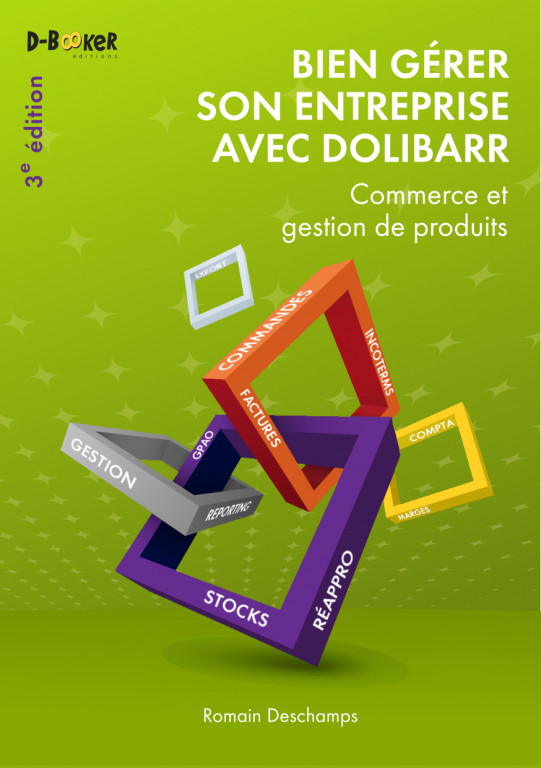 D-BOOKER
éditions
3e édition
BIEN GÉRER
SON ENTREPRISE
AVEC DOLIBARR
Commerce et
gestion de produits
EXPORT
COMMANDES
INCOTERMS
FACTURES
COMPTA
GPAO
GESTION
REPORTING
MARGES
STOCKS
RÉAPPRO
Romain Deschamps